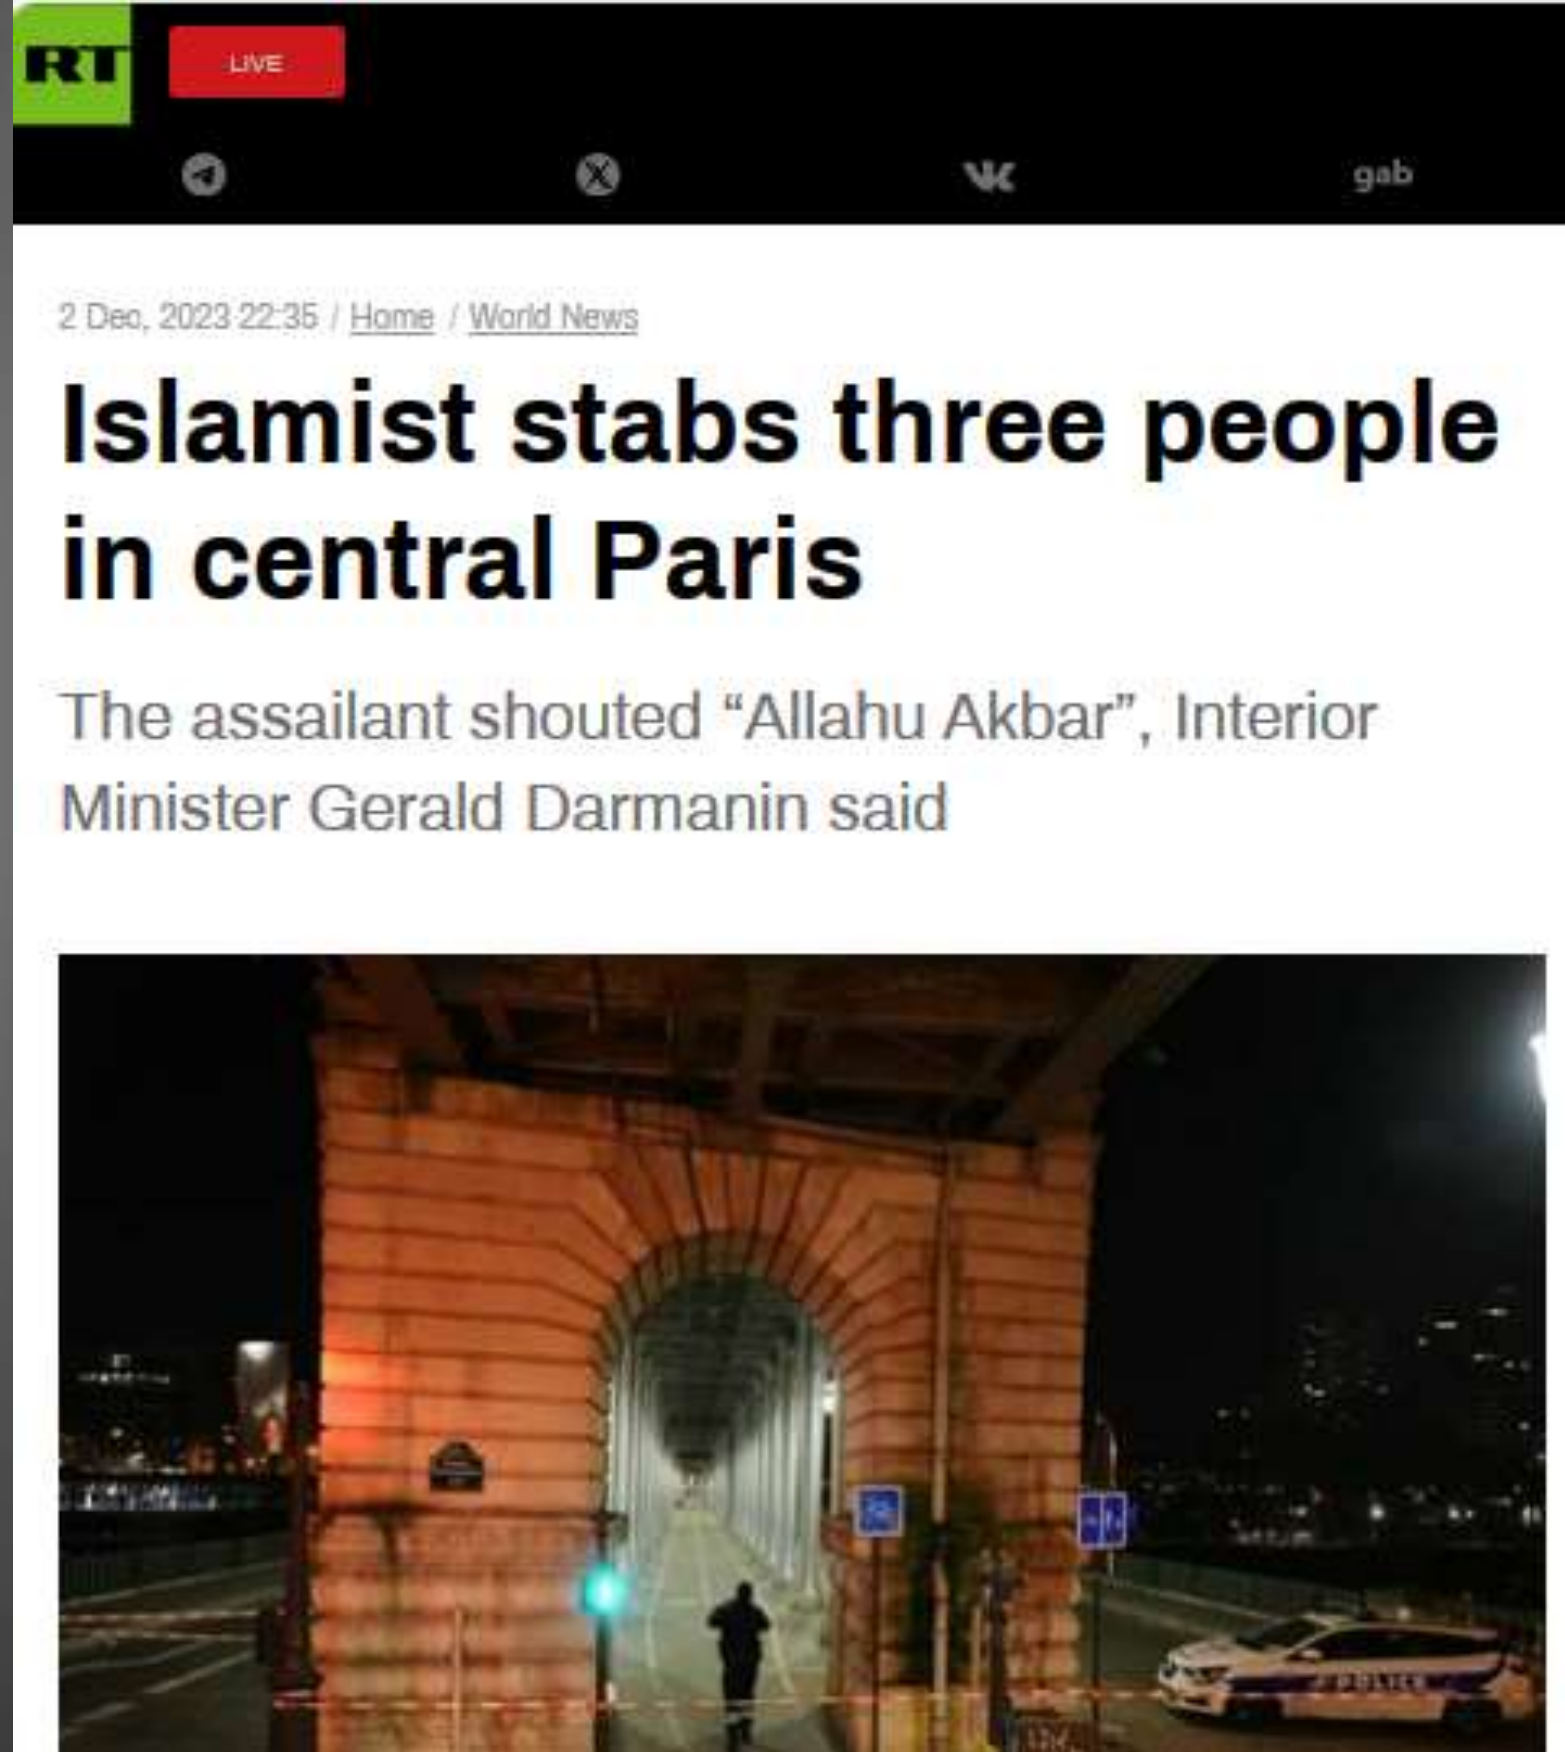 RT
LIVE
gab
2 Dec, 2023 22:35 / Home / World News
Islamist stabs three people
in central Paris
The assailant shouted “Allahu Akbar”, Interior
Minister Gerald Darmanin said
POLICE